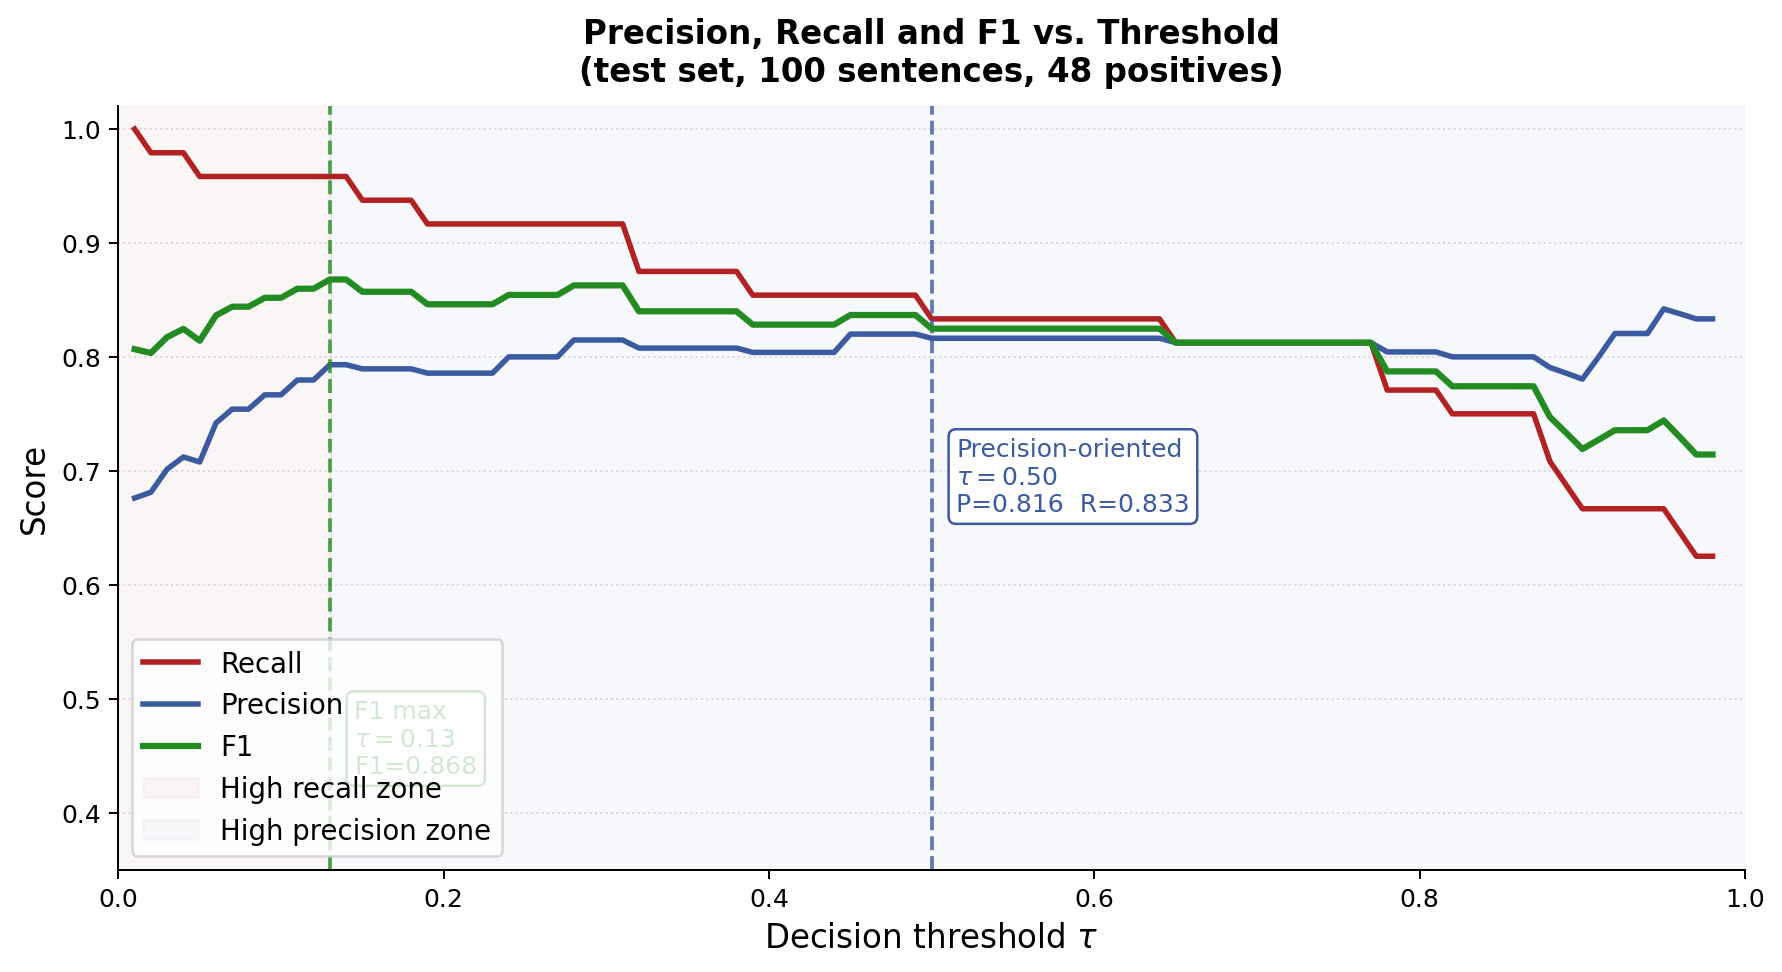 Precision, Recall and F1 vs. Threshold
(test set, 100 sentences, 48 positives)
Score
1.0
0.9
0.8
0.7
0.6
0.5
0.4
Precision-oriented
τ = 0.50
P=0.816 R=0.833
Recall
Precision
F1
High recall zone
High precision zone
F1 max
τ = 0.13
F1=0.868
0.0
0.2
0.4
0.6
0.8
1.0
Decision threshold τ